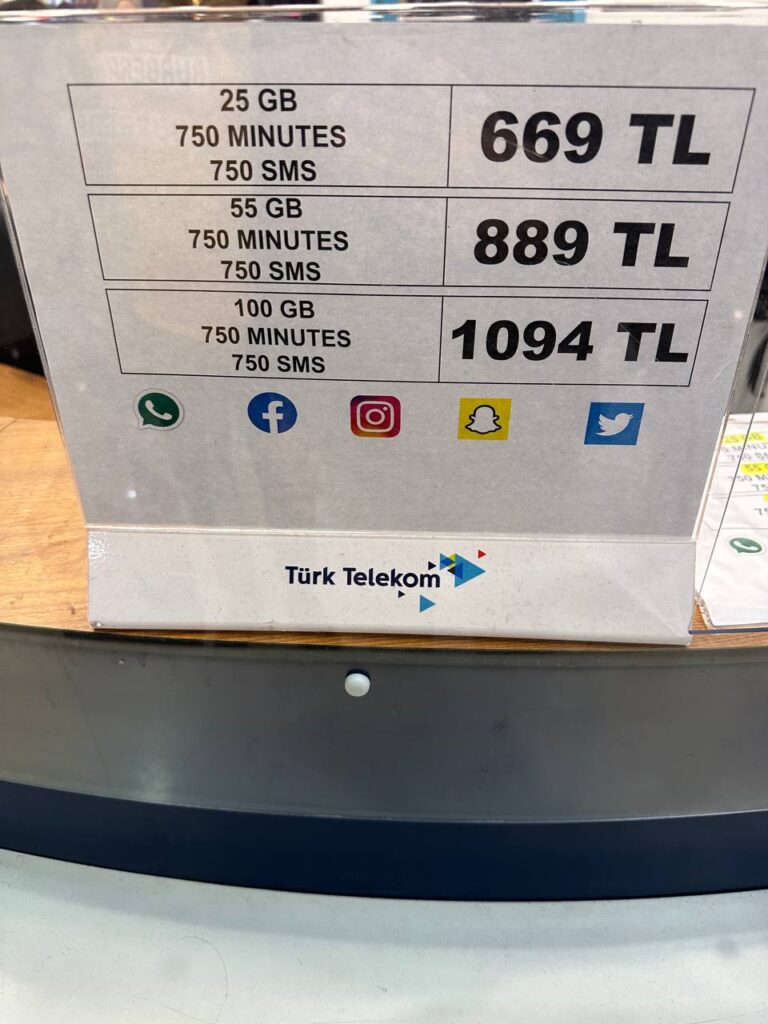 25 GB
750 MINUTES
750 SMS
669 TL
55 GB
750 MINUTES
750 SMS
889 TL
100 GB
750 MINUTES
750 SMS
1094 TL
Türk Telekom